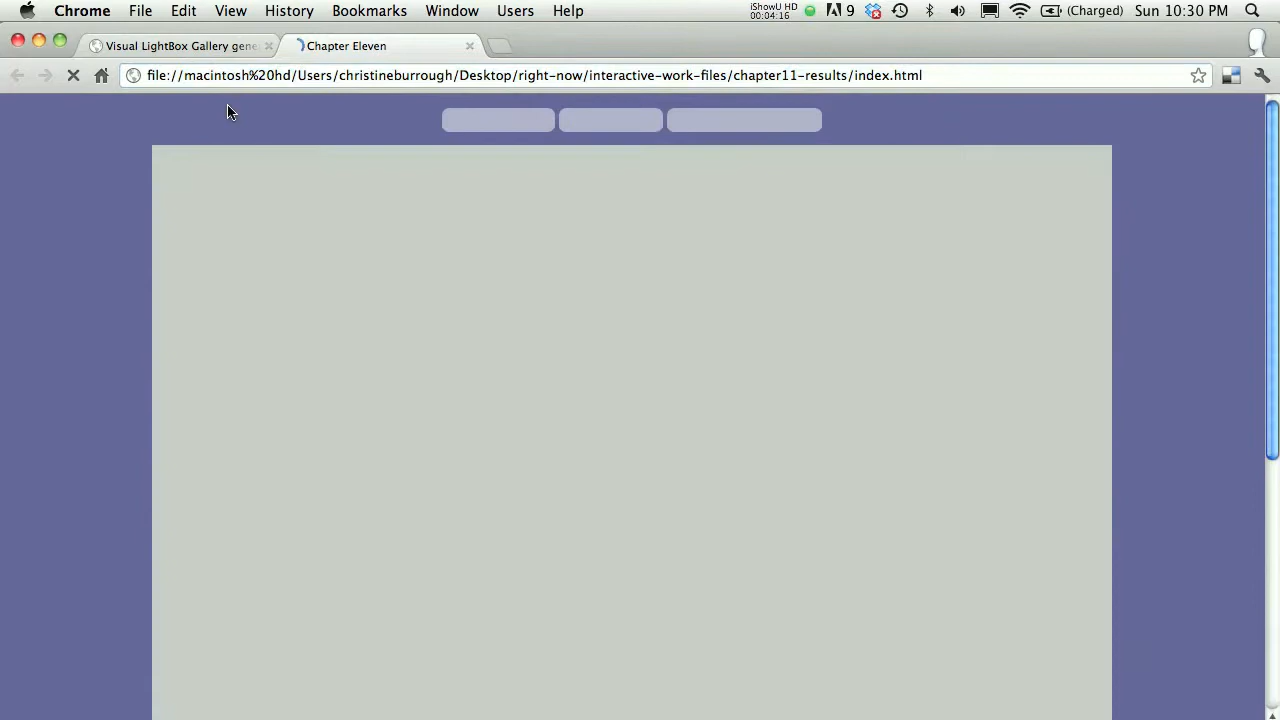 Chrome File Edit View History Bookmarks Window Users Help iShowU HD 00:04:16 9 (Charged) Sun 10:30 PM
Visual LightBox Gallery gene Chapter Eleven
file://macintosh%20hd/Users/christineburrough/Desktop/right-now/interactive-work-files/chapter11-results/index.html